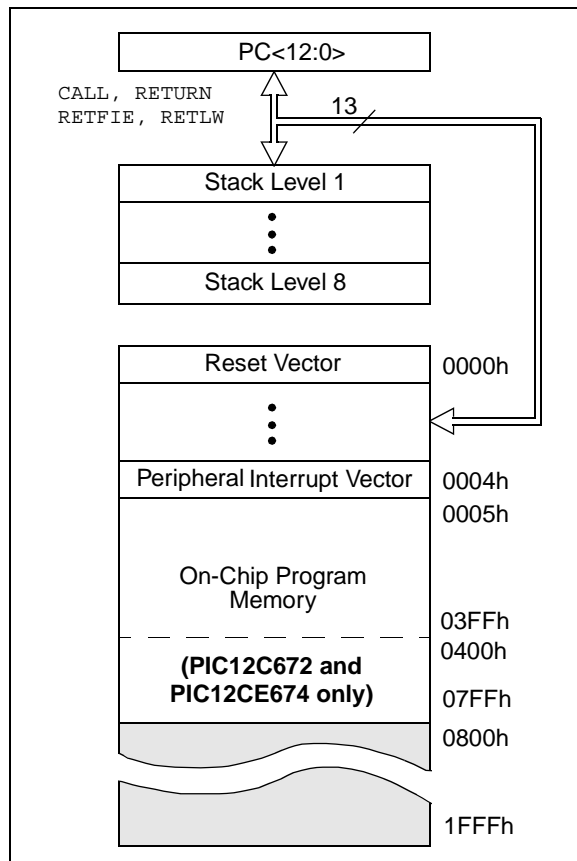 PC<12:0>
CALL, RETURN
RETFIE, RETLW
13
Stack Level 1
Stack Level 8
Reset Vector
0000h
Peripheral Interrupt Vector
0004h
0005h
On-Chip Program
Memory
03FFh
0400h
(PIC12C672 and
PIC12CE674 only)
07FFh
0800h
1FFFh